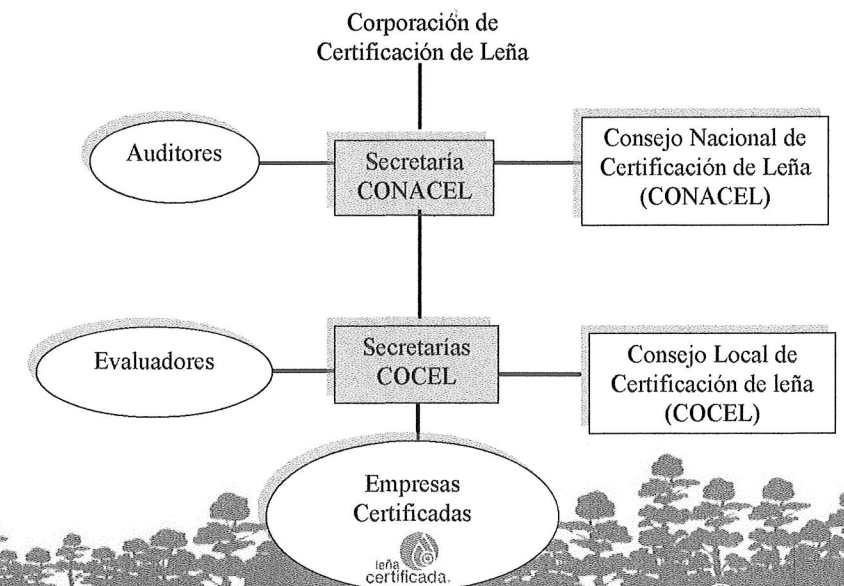 Corporación de
Certificación de Leña
Auditores
Secretaría
CONACEL
Consejo Nacional de
Certificación de Leña
(CONACEL)
Evaluadores
Secretarías
COCEL
Consejo Local de
Certificación de leña
(COCEL)
Empresas
Certificadas
leña
certificada.